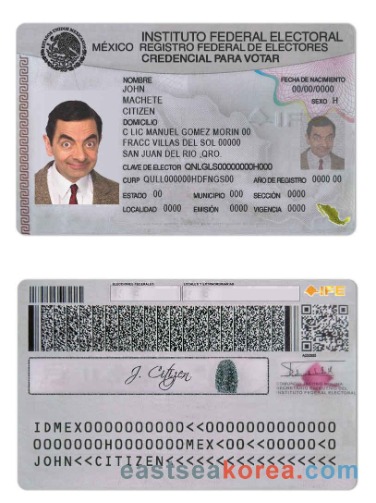 INSTITUTO FEDERAL ELECTORAL
MÉXICO REGISTRO FEDERAL DE ELECTORES
CREDENCIAL PARA VOTAR
NOMBRE
FECHA DE NACIMIENTO
JOHN
00/00/0000
MACHETE
SEXO H
CITIZEN
DOMICILIO
C LIC MANUEL GOMEZ MORIN 00
FRACC VILLAS DEL SOL 00000
SAN JUAN DEL RIO ,QRO.
CLAVE DE ELECTOR QNLGLS00000000H000
CURP QULL000000HDFNGS00 AÑO DE REGISTRO 0000 00
ESTADO 00 MUNICIPIO 000 SECCIÓN 0000
LOCALIDAD 0000 EMISIÓN 0000 VIGENCIA 0000
ELECCIONES FEDERALES
IFE
J. Citizen
INSTITUTO FEDERAL ELECTORAL
IDMEX0000000000<<0000000000000
0000000H0000000MEX<00<<00000<0
JOHN<<CITIZEN<<<<<<<<<<<<<<<<<
eastseakorea.com